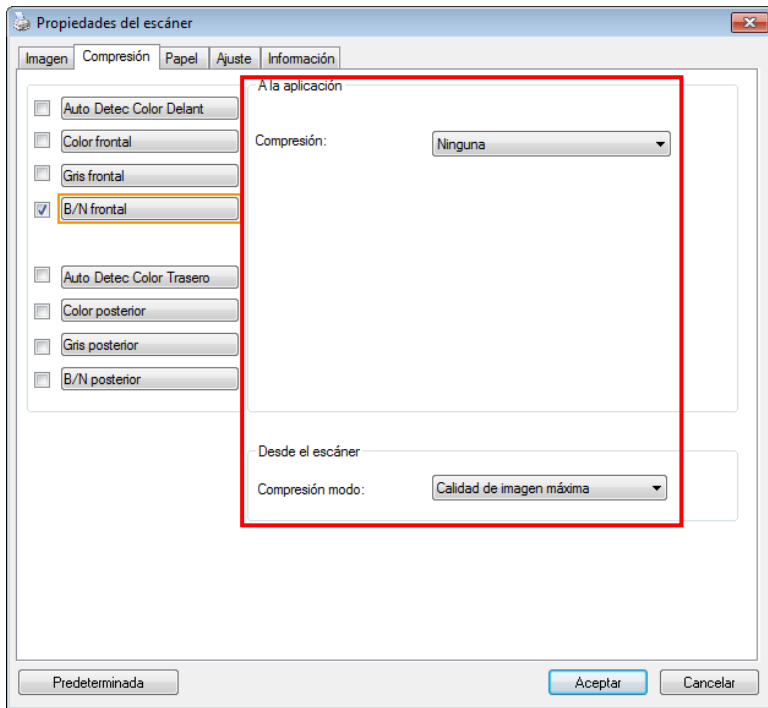 Propiedades del escáner
Imagen Compresión Papel Ajuste Información
Auto Detec Color Delant
Color frontal
Gris frontal
B/N frontal
Auto Detec Color Trasero
Color posterior
Gris posterior
B/N posterior
A la aplicación
Compresión: Ninguna
Desde el escáner
Compresión modo: Calidad de imagen máxima
Predeterminada Aceptar Cancelar